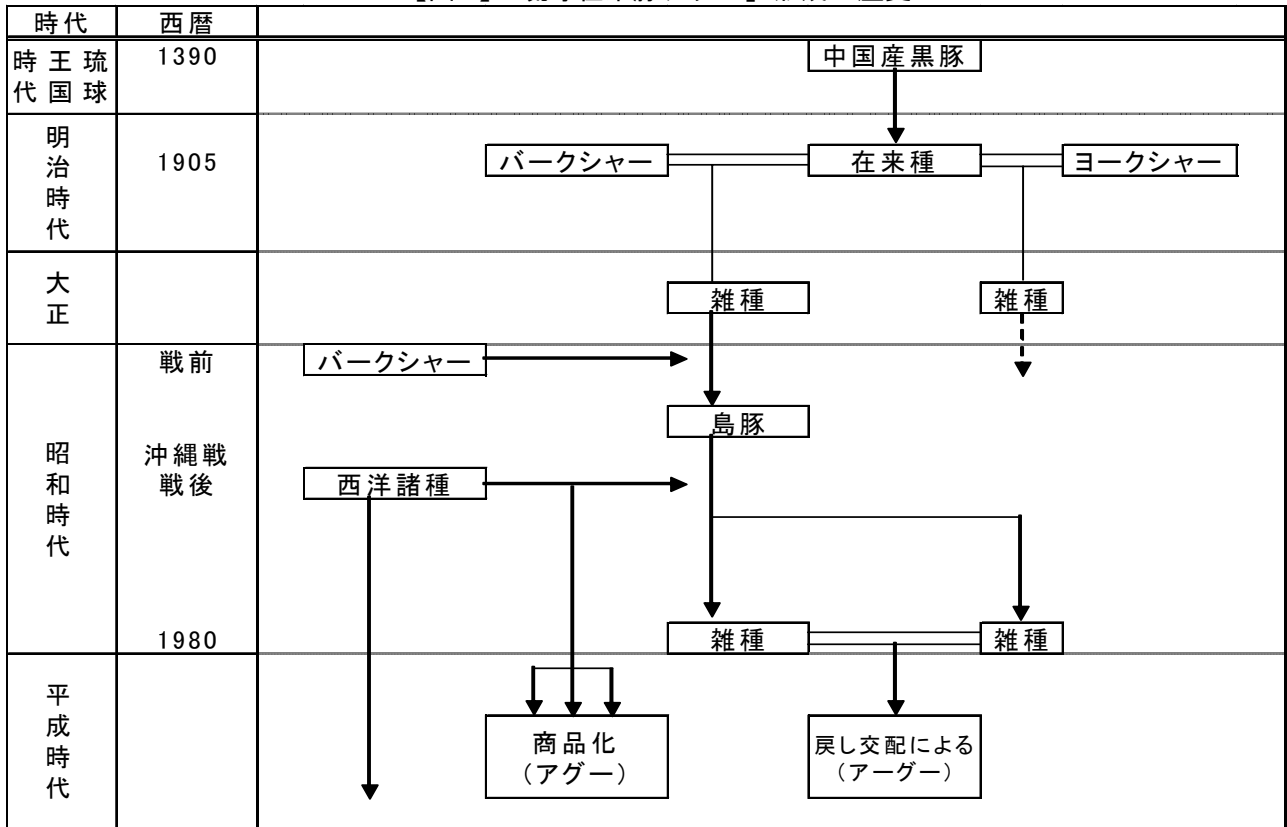 時代 西暦
琉球王国時代 1390 中国産黒豚
明治時代 1905 バークシャー 在来種 ヨークシャー
大正 雑種 雑種
昭和時代
戦前 バークシャー
島豚
沖縄戦
戦後 西洋諸種
1980 雑種 雑種
平成時代
商品化 戻し交配による
(アグー) (アーグー)